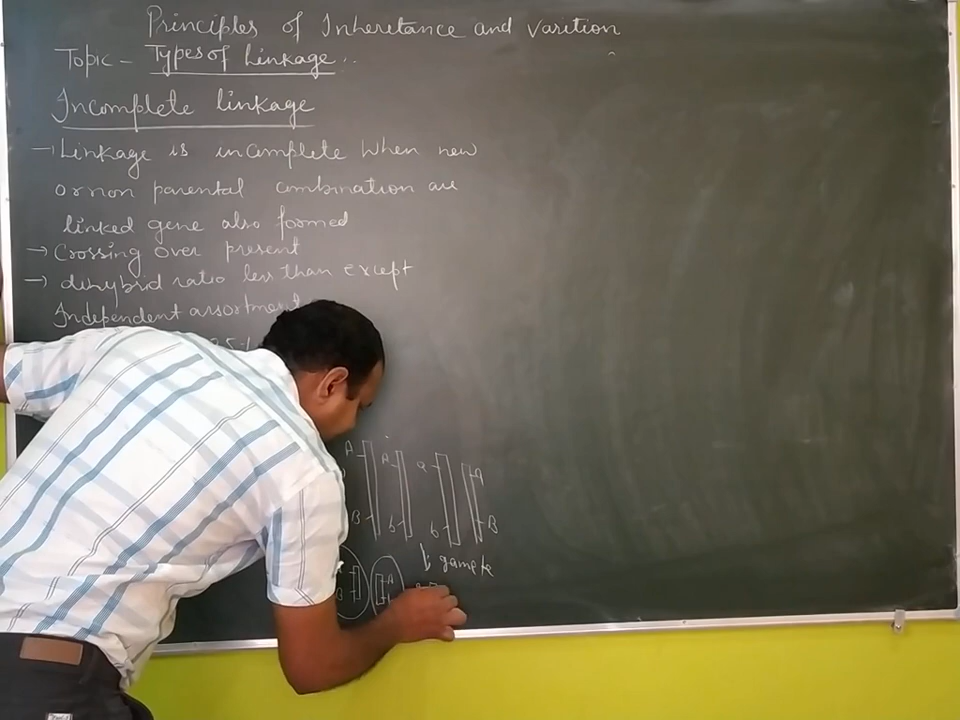 Principles of Inheretance and varition
Topic - Types of Linkage ..
Incomplete linkage
→ Linkage is incomplete when new
or non parental combination are
linked gene also formed
→ Crossing over present
→ dihybrid ratio less than except
Independent assortment
A A a A
B b b B
gamete
B A